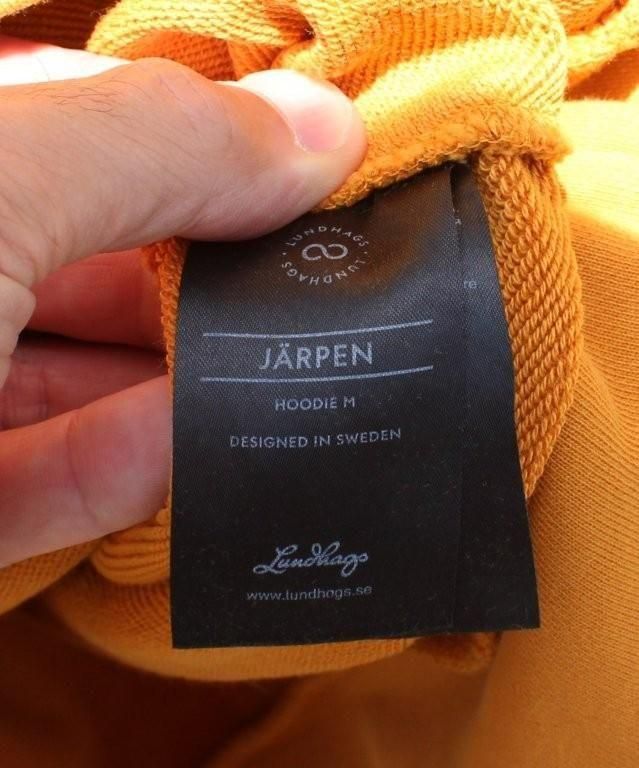 LUNDHAGS · LUNDHAGS ·
JÄRPEN
HOODIE M
DESIGNED IN SWEDEN
Lundhags
www.lundhags.se